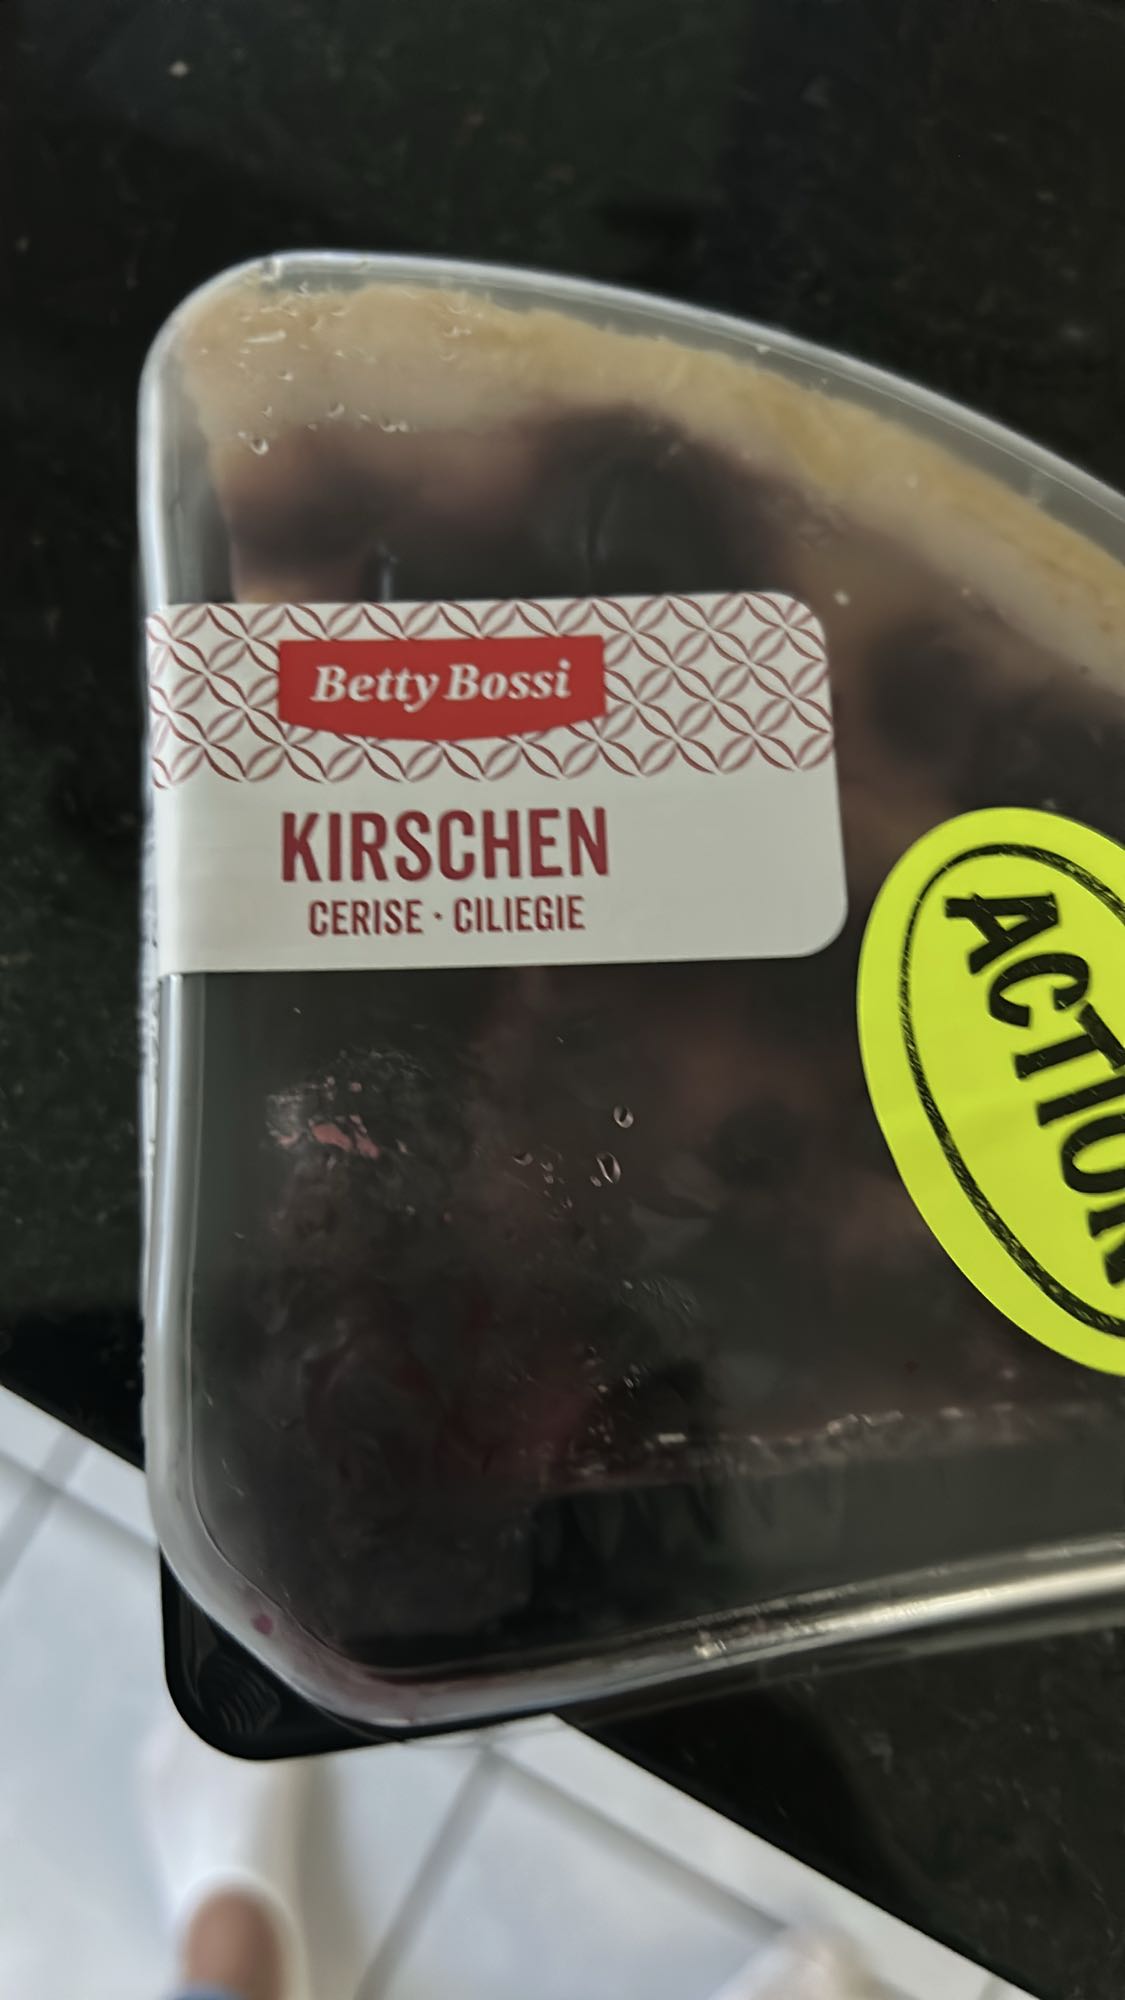 Betty Bossi
KIRSCHEN
CERISE · CILIEGIE
ACTION